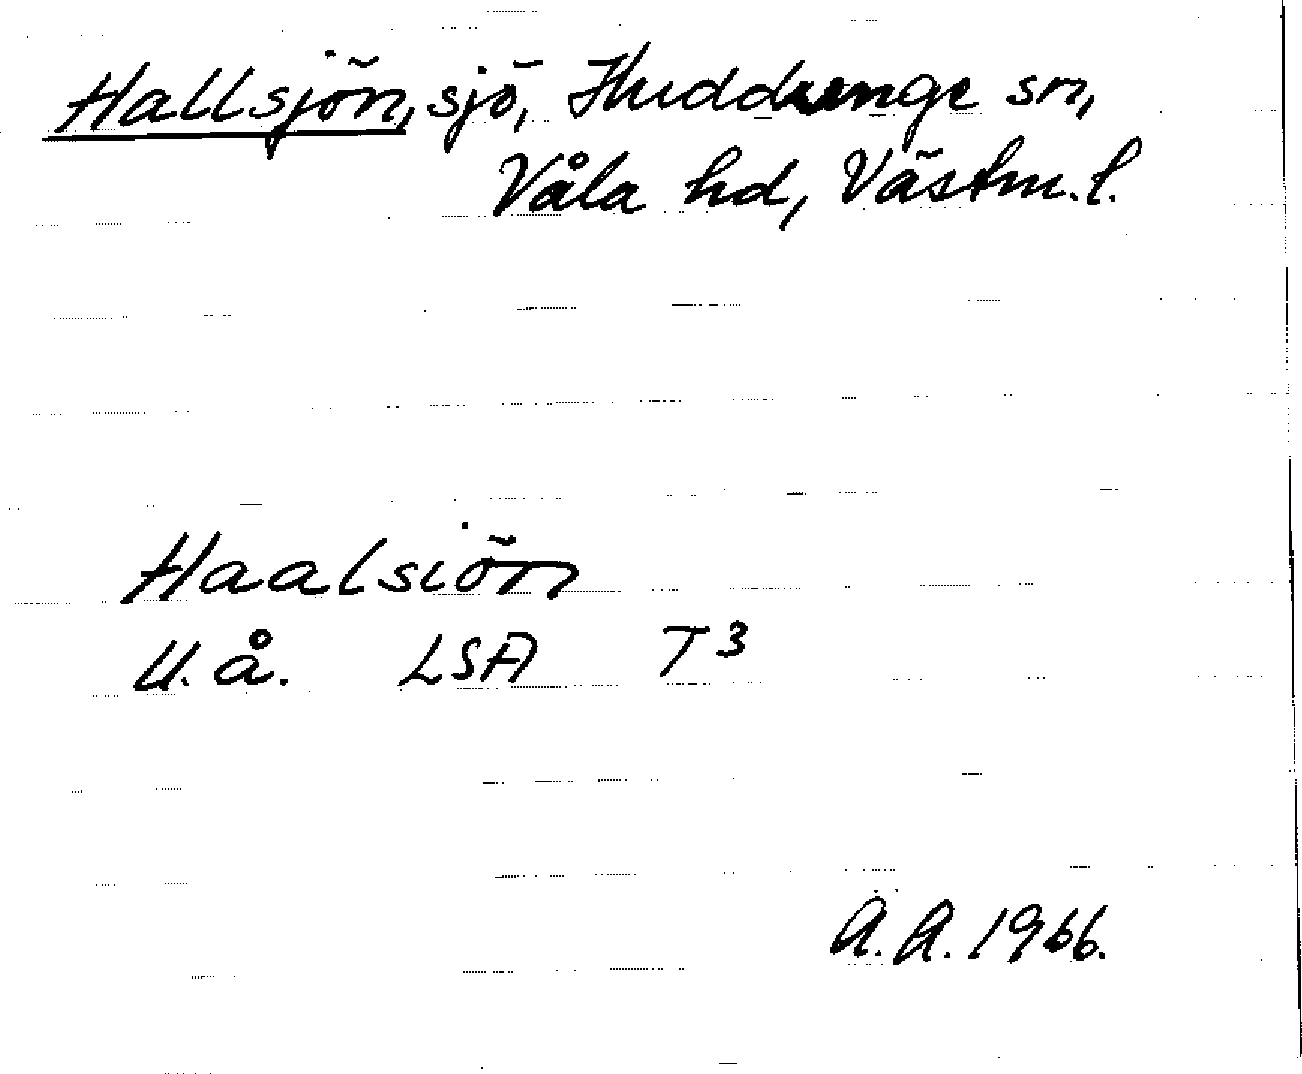 Hallsjön, sjö, Huddunge sn,
Våla hd, Västm. l.
Haalsiön
U.å. LSA T3
A.A. 1966.